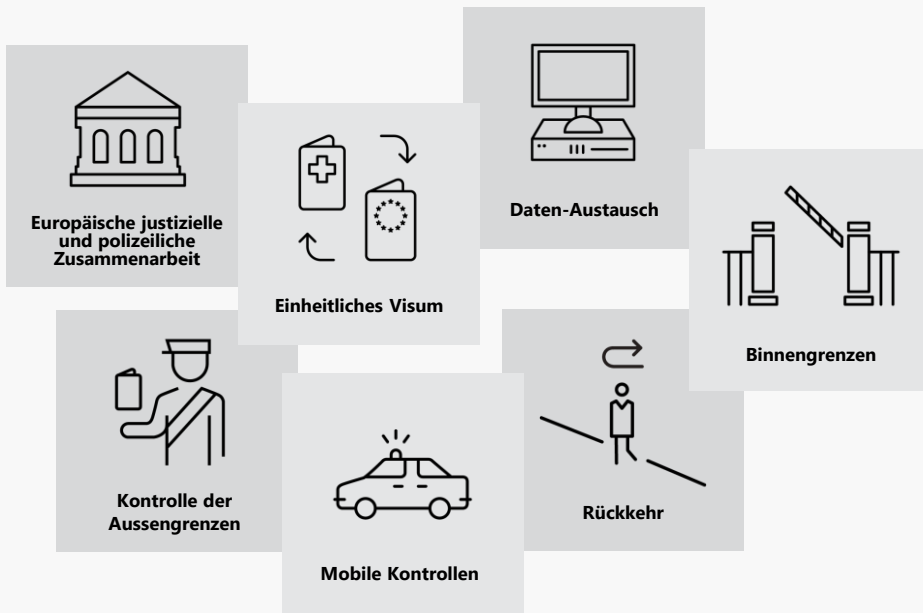 Europäische justizielle
und polizeiliche
Zusammenarbeit
Einheitliches Visum
Daten-Austausch
Binnengrenzen
Kontrolle der
Aussengrenzen
Mobile Kontrollen
Rückkehr